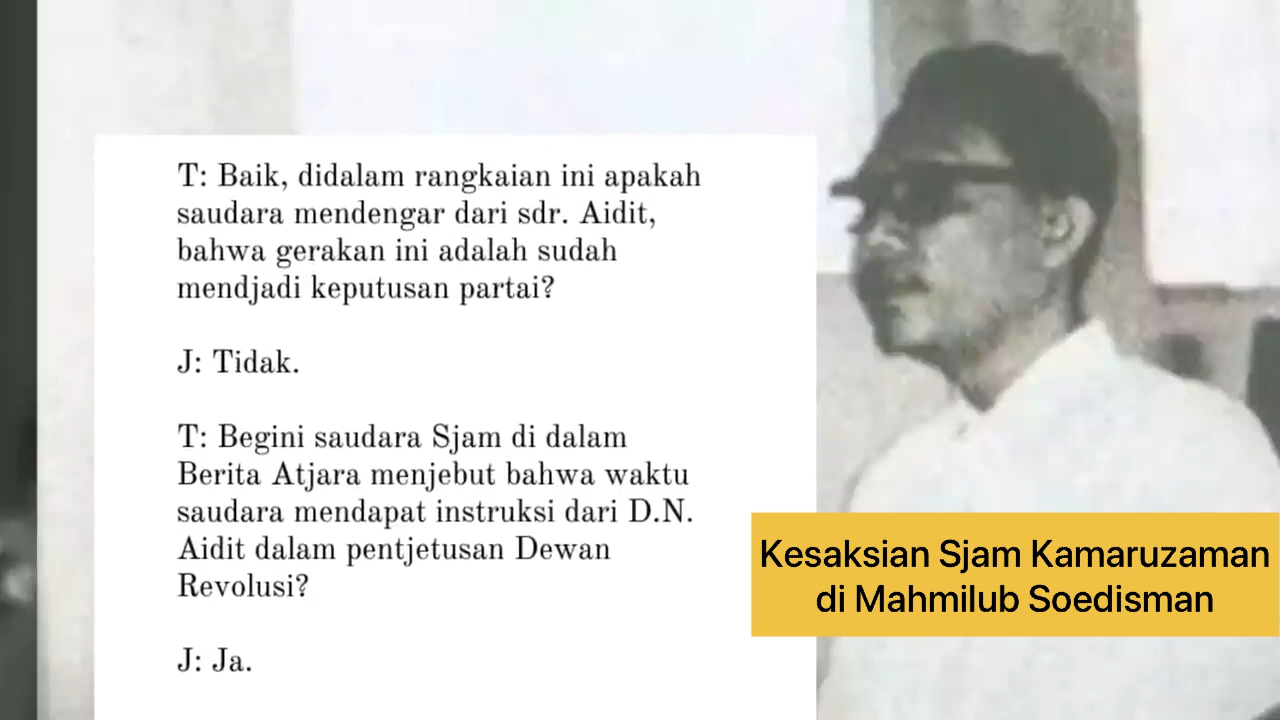 T: Baik, didalam rangkaian ini apakah
saudara mendengar dari sdr. Aidit,
bahwa gerakan ini adalah sudah
mendjadi keputusan partai?
J: Tidak.
T: Begini saudara Sjam di dalam
Berita Atjara menjebut bahwa waktu
saudara mendapat instruksi dari D.N.
Aidit dalam pentjetusan Dewan
Revolusi?
J: Ja.
Kesaksian Sjam Kamaruzaman
di Mahmilub Soedisman